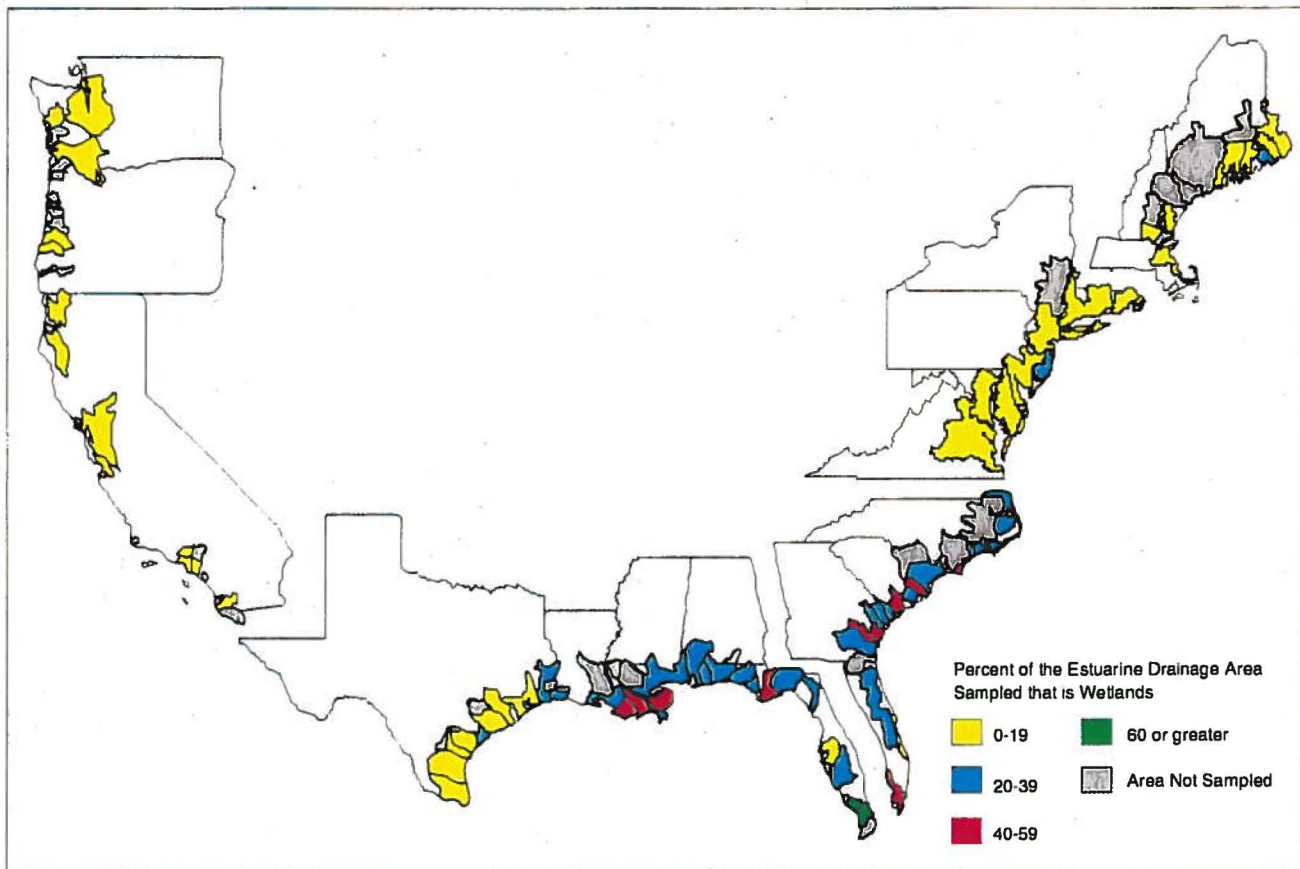 Percent of the Estuarine Drainage Area
Sampled that is Wetlands
0-19
60 or greater
20-39
Area Not Sampled
40-59